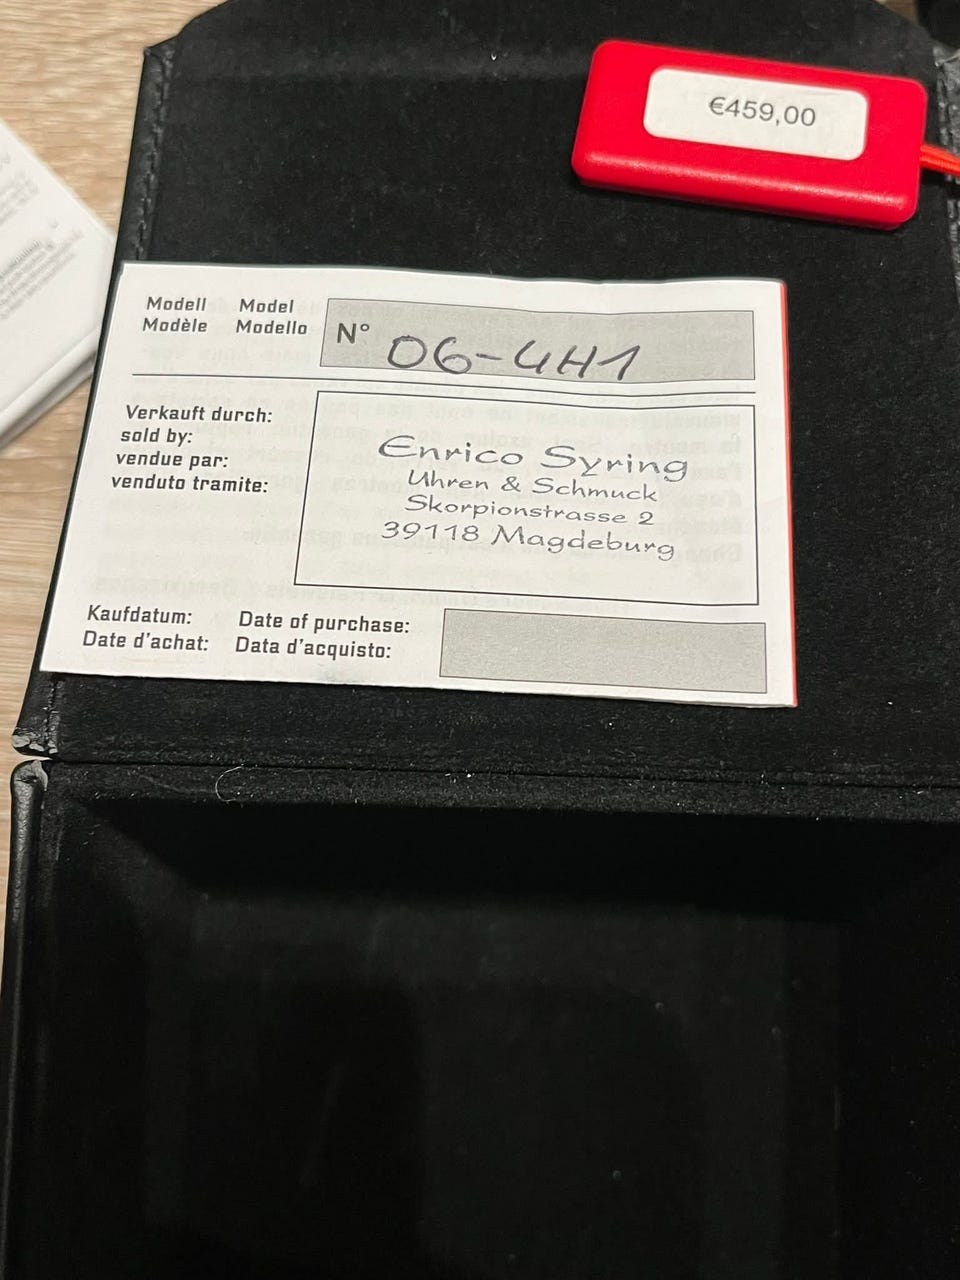 €459,00
Modell Model
Modèle Modello
N° 06-4H1
Verkauft durch:
sold by:
vendue par:
venduto tramite:
Enrico Syring
Uhren & Schmuck
Skorpionstrasse 2
39118 Magdeburg
Kaufdatum: Date of purchase:
Date d'achat: Data d'acquisto: